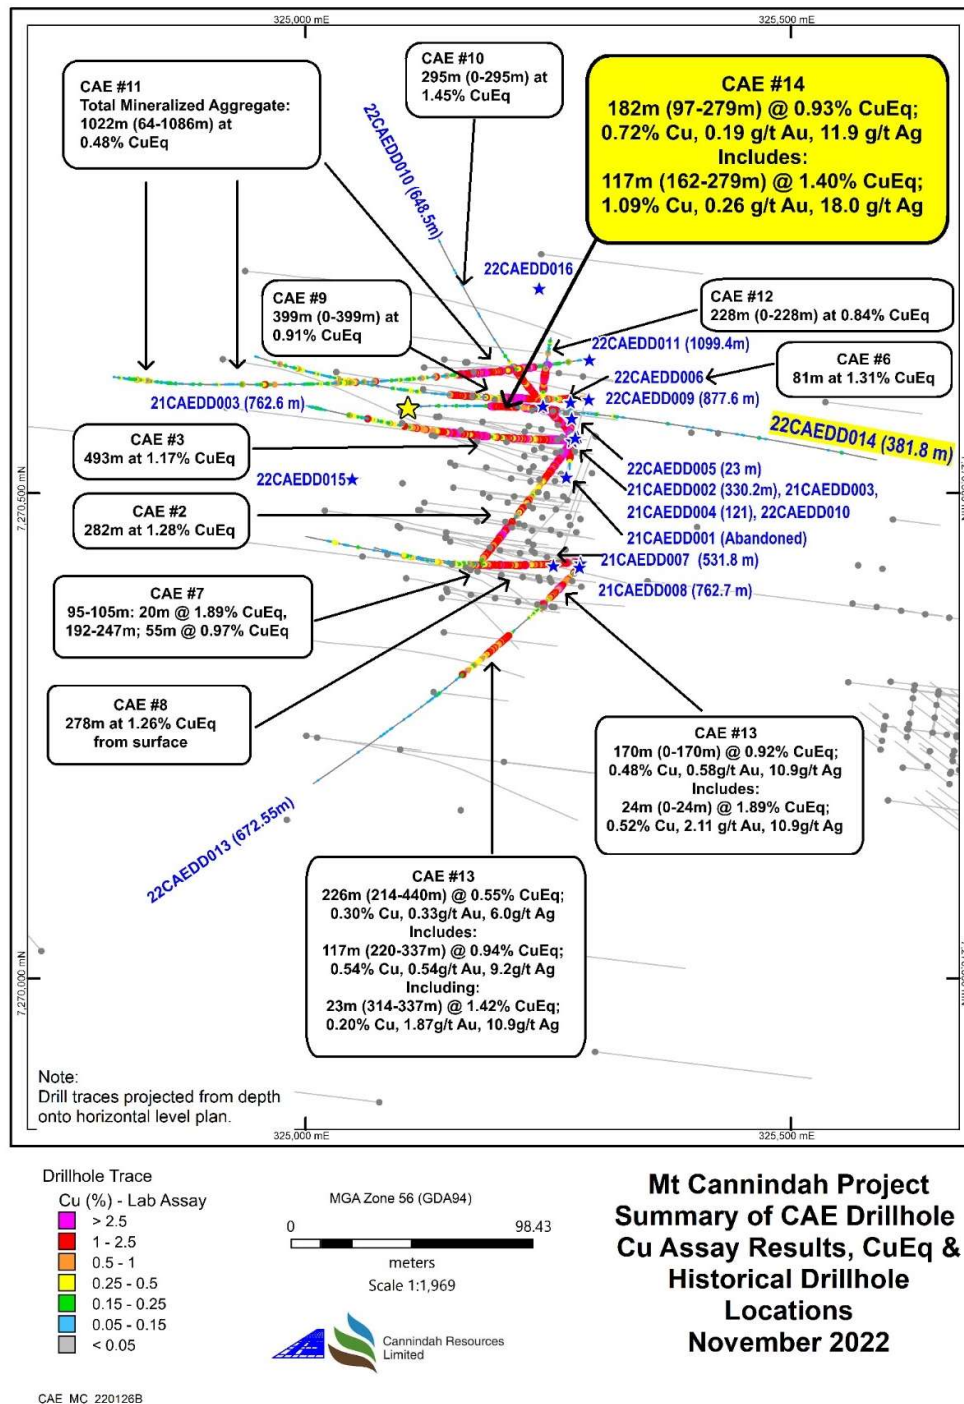 325,000 mE
325,500 mE
CAE #10
295m (0-295m) at
1.45% CuEq
CAE #11
Total Mineralized Aggregate:
1022m (64-1086m) at
0.48% CuEq
CAE #14
182m (97-279m) @ 0.93% CuEq;
0.72% Cu, 0.19 g/t Au, 11.9 g/t Ag
Includes:
117m (162-279m) @ 1.40% CuEq;
1.09% Cu, 0.26 g/t Au, 18.0 g/t Ag
22CAEDD010 (648.5m)
22CAEDD016
CAE #9
399m (0-399m) at
0.91% CuEq
CAE #12
228m (0-228m) at 0.84% CuEq
22CAEDD011 (1099.4m)
CAE #6
81m at 1.31% CuEq
22CAEDD006
22CAEDD009 (877.6 m)
21CAEDD003 (762.6 m)
22CAEDD014 (381.8 m)
CAE #3
493m at 1.17% CuEq
22CAEDD015
22CAEDD005 (23 m)
21CAEDD002 (330.2m), 21CAEDD003,
21CAEDD004 (121), 22CAEDD010
21CAEDD001 (Abandoned)
7,270,500 mN
CAE #2
282m at 1.28% CuEq
21CAEDD007 (531.8 m)
21CAEDD008 (762.7 m)
CAE #7
95-105m: 20m @ 1.89% CuEq,
192-247m; 55m @ 0.97% CuEq
CAE #8
278m at 1.26% CuEq
from surface
CAE #13
170m (0-170m) @ 0.92% CuEq;
0.48% Cu, 0.58g/t Au, 10.9g/t Ag
Includes:
24m (0-24m) @ 1.89% CuEq;
0.52% Cu, 2.11 g/t Au, 10.9g/t Ag
22CAEDD013 (672.55m)
CAE #13
226m (214-440m) @ 0.55% CuEq;
0.30% Cu, 0.33g/t Au, 6.0g/t Ag
Includes:
117m (220-337m) @ 0.94% CuEq;
0.54% Cu, 0.54g/t Au, 9.2g/t Ag
Including:
23m (314-337m) @ 1.42% CuEq;
0.20% Cu, 1.87g/t Au, 10.9g/t Ag
7,270,000 mN
Note:
Drill traces projected from depth
onto horizontal level plan.
325,000 mE
325,500 mE
Drillhole Trace
Cu (%) - Lab Assay
> 2.5
1 - 2.5
0.5 - 1
0.25 - 0.5
0.15 - 0.25
0.05 - 0.15
< 0.05
MGA Zone 56 (GDA94)
0 98.43
meters
Scale 1:1,969
Cannindah Resources
Limited
Mt Cannindah Project
Summary of CAE Drillhole
Cu Assay Results, CuEq &
Historical Drillhole
Locations
November 2022
CAE_MC_220126B